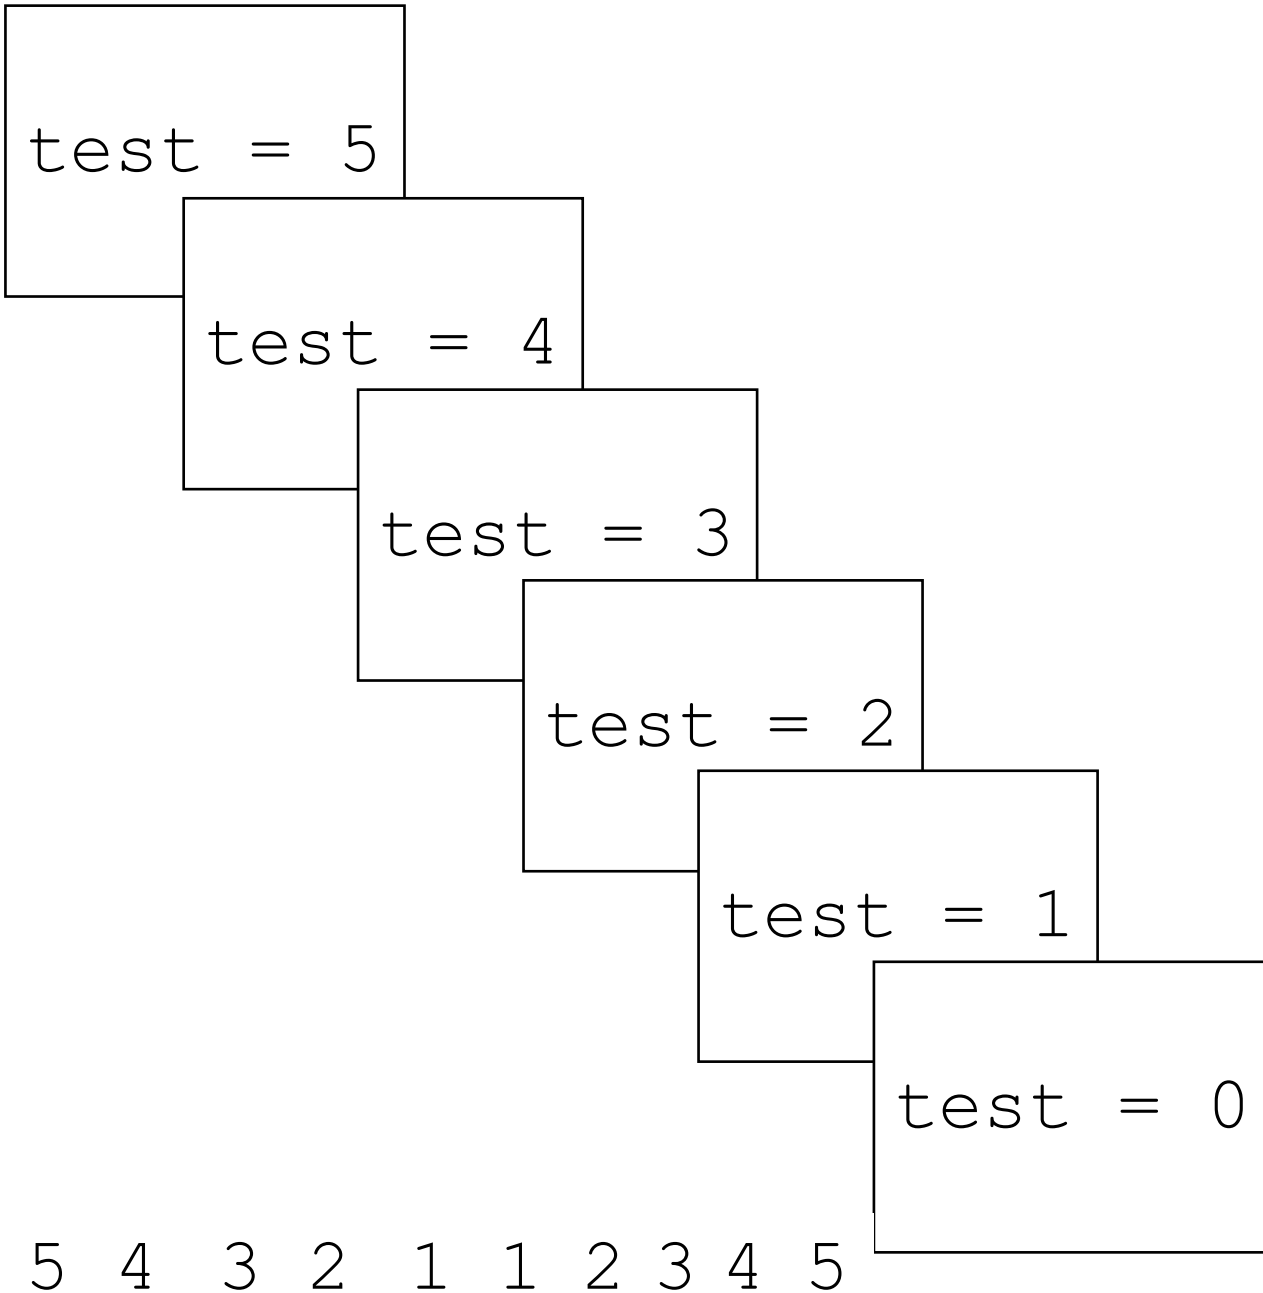 test = 5
test = 4
test = 3
test = 2
test = 1
test = 0
5 4 3 2 1 1 2 3 4 5